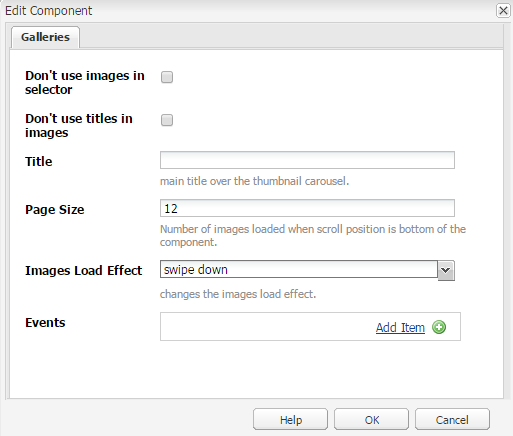 Edit Component
Galleries
Don't use images in
selector
Don't use titles in
images
Title
main title over the thumbnail carousel.
Page Size
12
Number of images loaded when scroll position is bottom of the
component.
Images Load Effect
swipe down
changes the images load effect.
Events
Add Item
Help OK Cancel